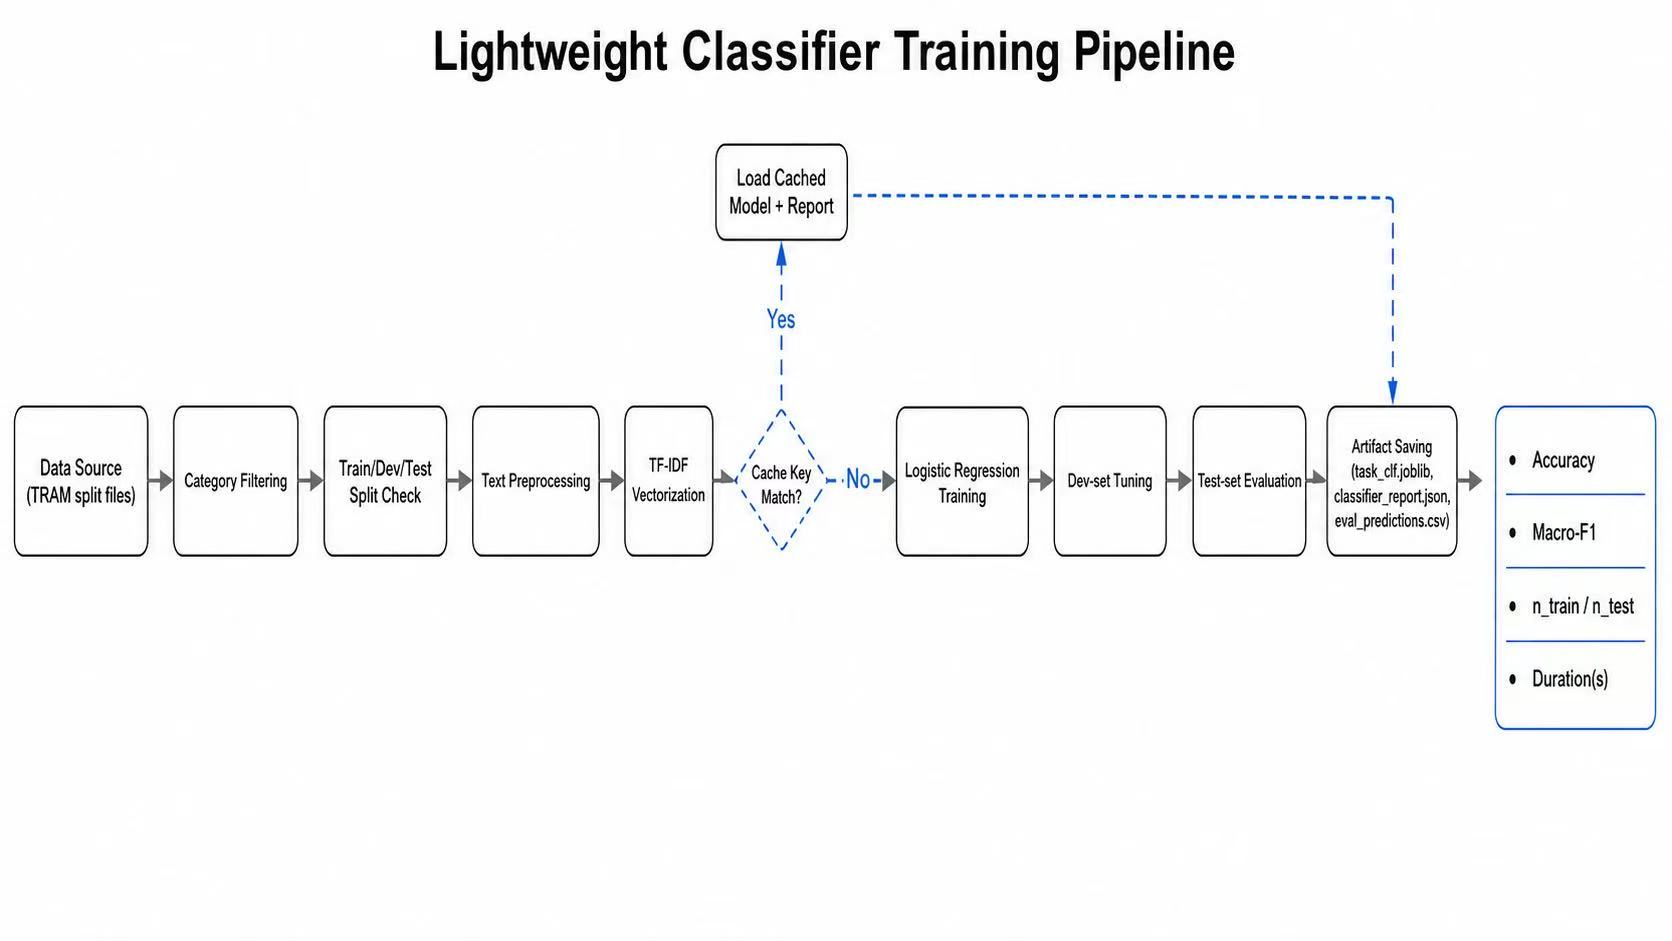 Lightweight Classifier Training Pipeline
Load Cached
Model + Report
Yes
Data Source
(TRAM split files)
Category Filtering
Train/Dev/Test
Split Check
Text Preprocessing
TF-IDF
Vectorization
Cache Key
Match?
No
Logistic Regression
Training
Dev-set Tuning
Test-set Evaluation
Artifact Saving
(task_clf.joblib,
classifier_report.json,
eval_predictions.csv)
• Accuracy
• Macro-F1
• n_train / n_test
• Duration(s)